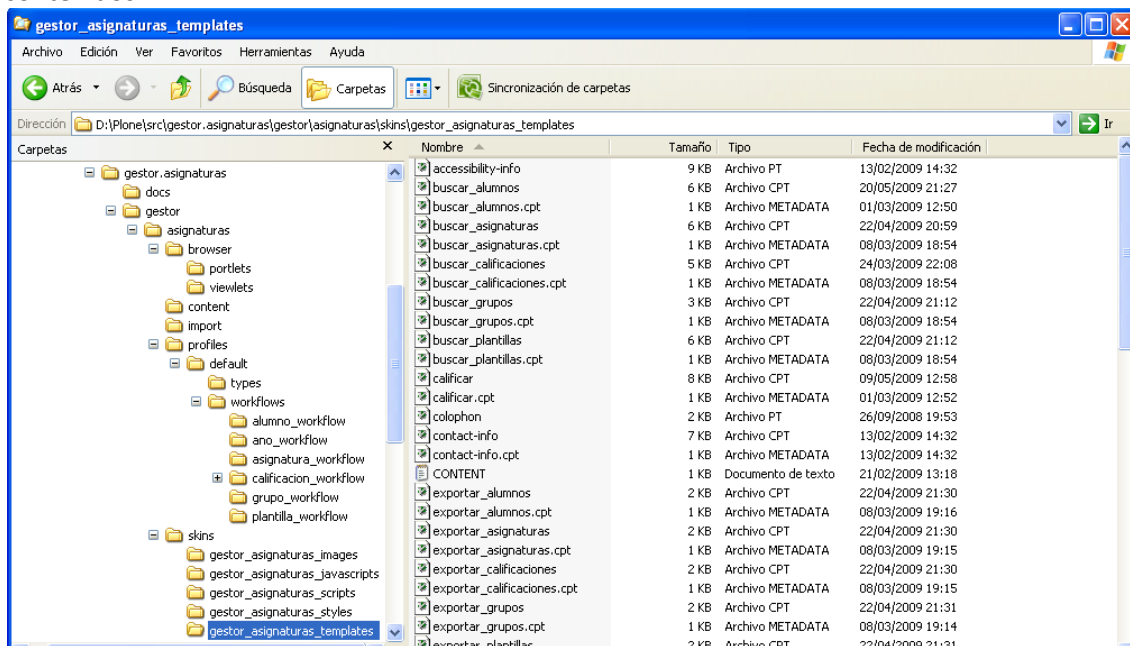 gestor_asignaturas_templates
Archivo Edición Ver Favoritos Herramientas Ayuda
Atrás Búsqueda Carpetas Sincronización de carpetas
Dirección D:\Plone\src\gestor.asignaturas\gestor\asignaturas\skins\gestor_asignaturas_templates Ir
Carpetas
gestor.asignaturas
docs
gestor
asignaturas
browser
portlets
viewlets
content
import
profiles
default
types
workflows
alumno_workflow
ano_workflow
asignatura_workflow
calificacion_workflow
grupo_workflow
plantilla_workflow
skins
gestor_asignaturas_images
gestor_asignaturas_javascripts
gestor_asignaturas_scripts
gestor_asignaturas_styles
gestor_asignaturas_templates
Nombre Tamaño Tipo Fecha de modificación
accessibility-info 9 KB Archivo PT 13/02/2009 14:32
buscar_alumnos 6 KB Archivo CPT 20/05/2009 21:27
buscar_alumnos.cpt 1 KB Archivo METADATA 01/03/2009 12:50
buscar_asignaturas 6 KB Archivo CPT 22/04/2009 20:59
buscar_asignaturas.cpt 1 KB Archivo METADATA 08/03/2009 18:54
buscar_calificaciones 5 KB Archivo CPT 24/03/2009 22:08
buscar_calificaciones.cpt 1 KB Archivo METADATA 08/03/2009 18:54
buscar_grupos 3 KB Archivo CPT 22/04/2009 21:12
buscar_grupos.cpt 1 KB Archivo METADATA 08/03/2009 18:54
buscar_plantillas 6 KB Archivo CPT 22/04/2009 21:12
buscar_plantillas.cpt 1 KB Archivo METADATA 08/03/2009 18:54
calificar 8 KB Archivo CPT 09/05/2009 12:58
calificar.cpt 1 KB Archivo METADATA 01/03/2009 12:52
colophon 2 KB Archivo PT 26/09/2008 19:53
contact-info 7 KB Archivo CPT 13/02/2009 14:32
contact-info.cpt 1 KB Archivo METADATA 13/02/2009 14:32
CONTENT 1 KB Documento de texto 21/02/2009 13:18
exportar_alumnos 2 KB Archivo CPT 22/04/2009 21:30
exportar_alumnos.cpt 1 KB Archivo METADATA 08/03/2009 19:16
exportar_asignaturas 2 KB Archivo CPT 22/04/2009 21:30
exportar_asignaturas.cpt 1 KB Archivo METADATA 08/03/2009 19:15
exportar_calificaciones 2 KB Archivo CPT 22/04/2009 21:30
exportar_calificaciones.cpt 1 KB Archivo METADATA 08/03/2009 19:15
exportar_grupos 2 KB Archivo CPT 22/04/2009 21:31
exportar_grupos.cpt 1 KB Archivo METADATA 08/03/2009 19:14
exportar_plantillas 2 KB Archivo CPT 22/04/2009 21:31